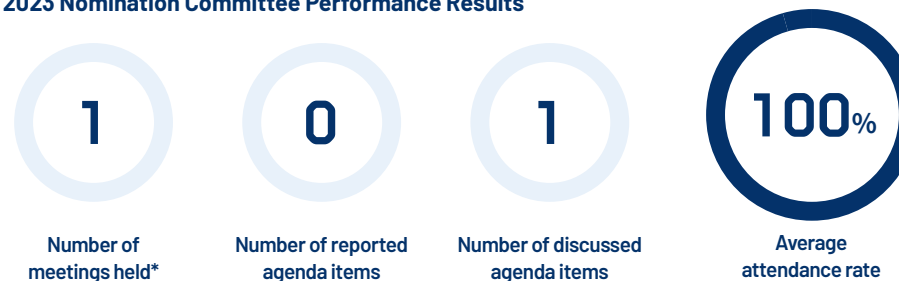 2023 Nomination Committee Performance Results
1
0
1
100%
Number of
meetings held*
Number of reported
agenda items
Number of discussed
agenda items
Average
attendance rate